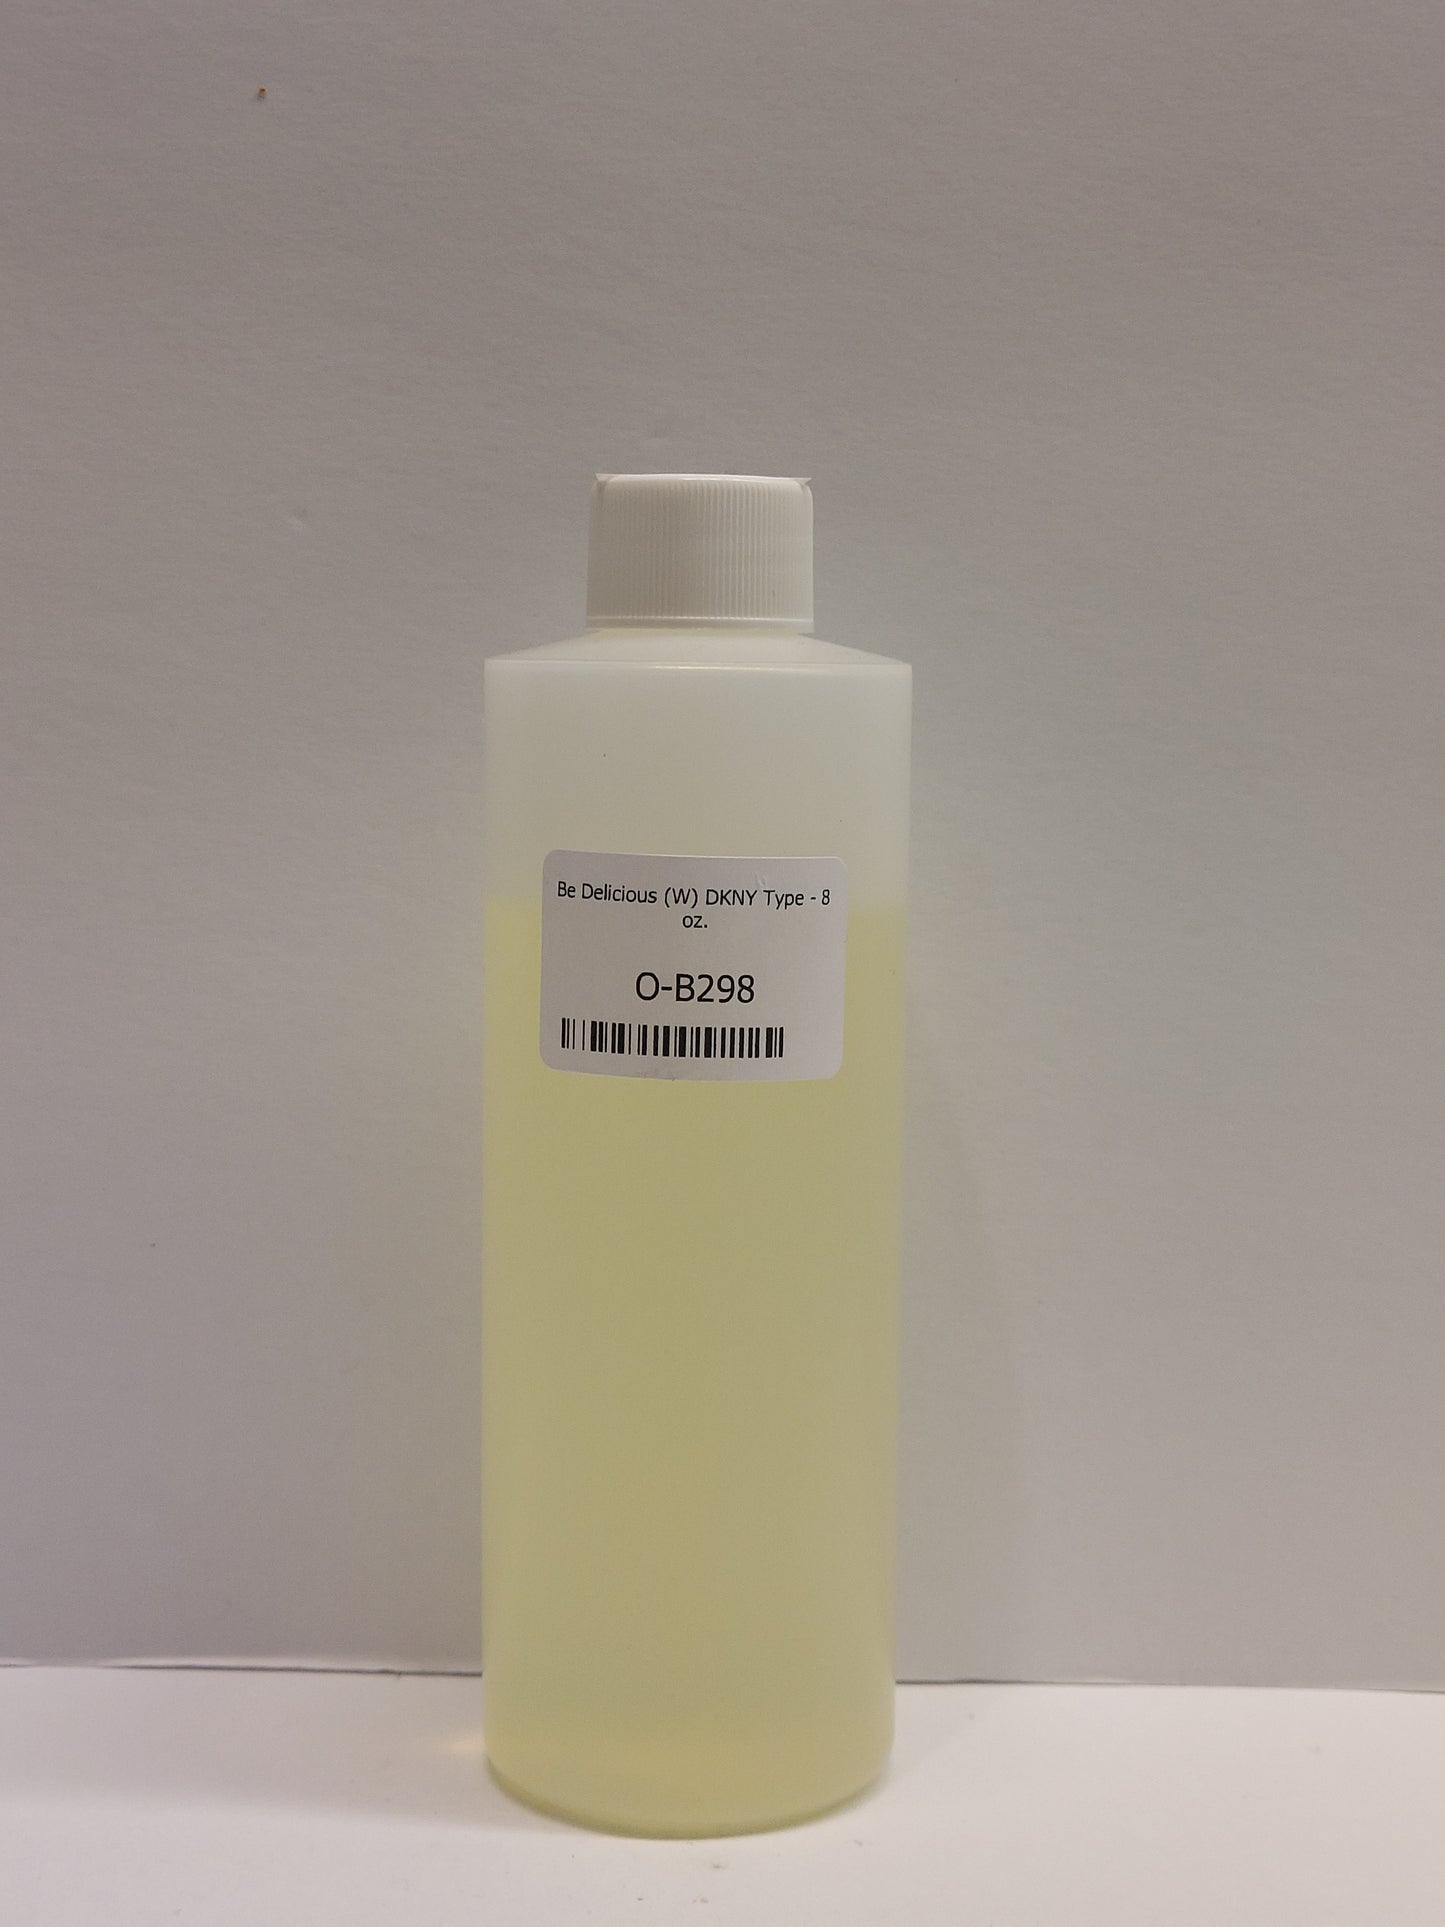 Be Delicious (W) DKNY Type - 8
oz.
O-B298